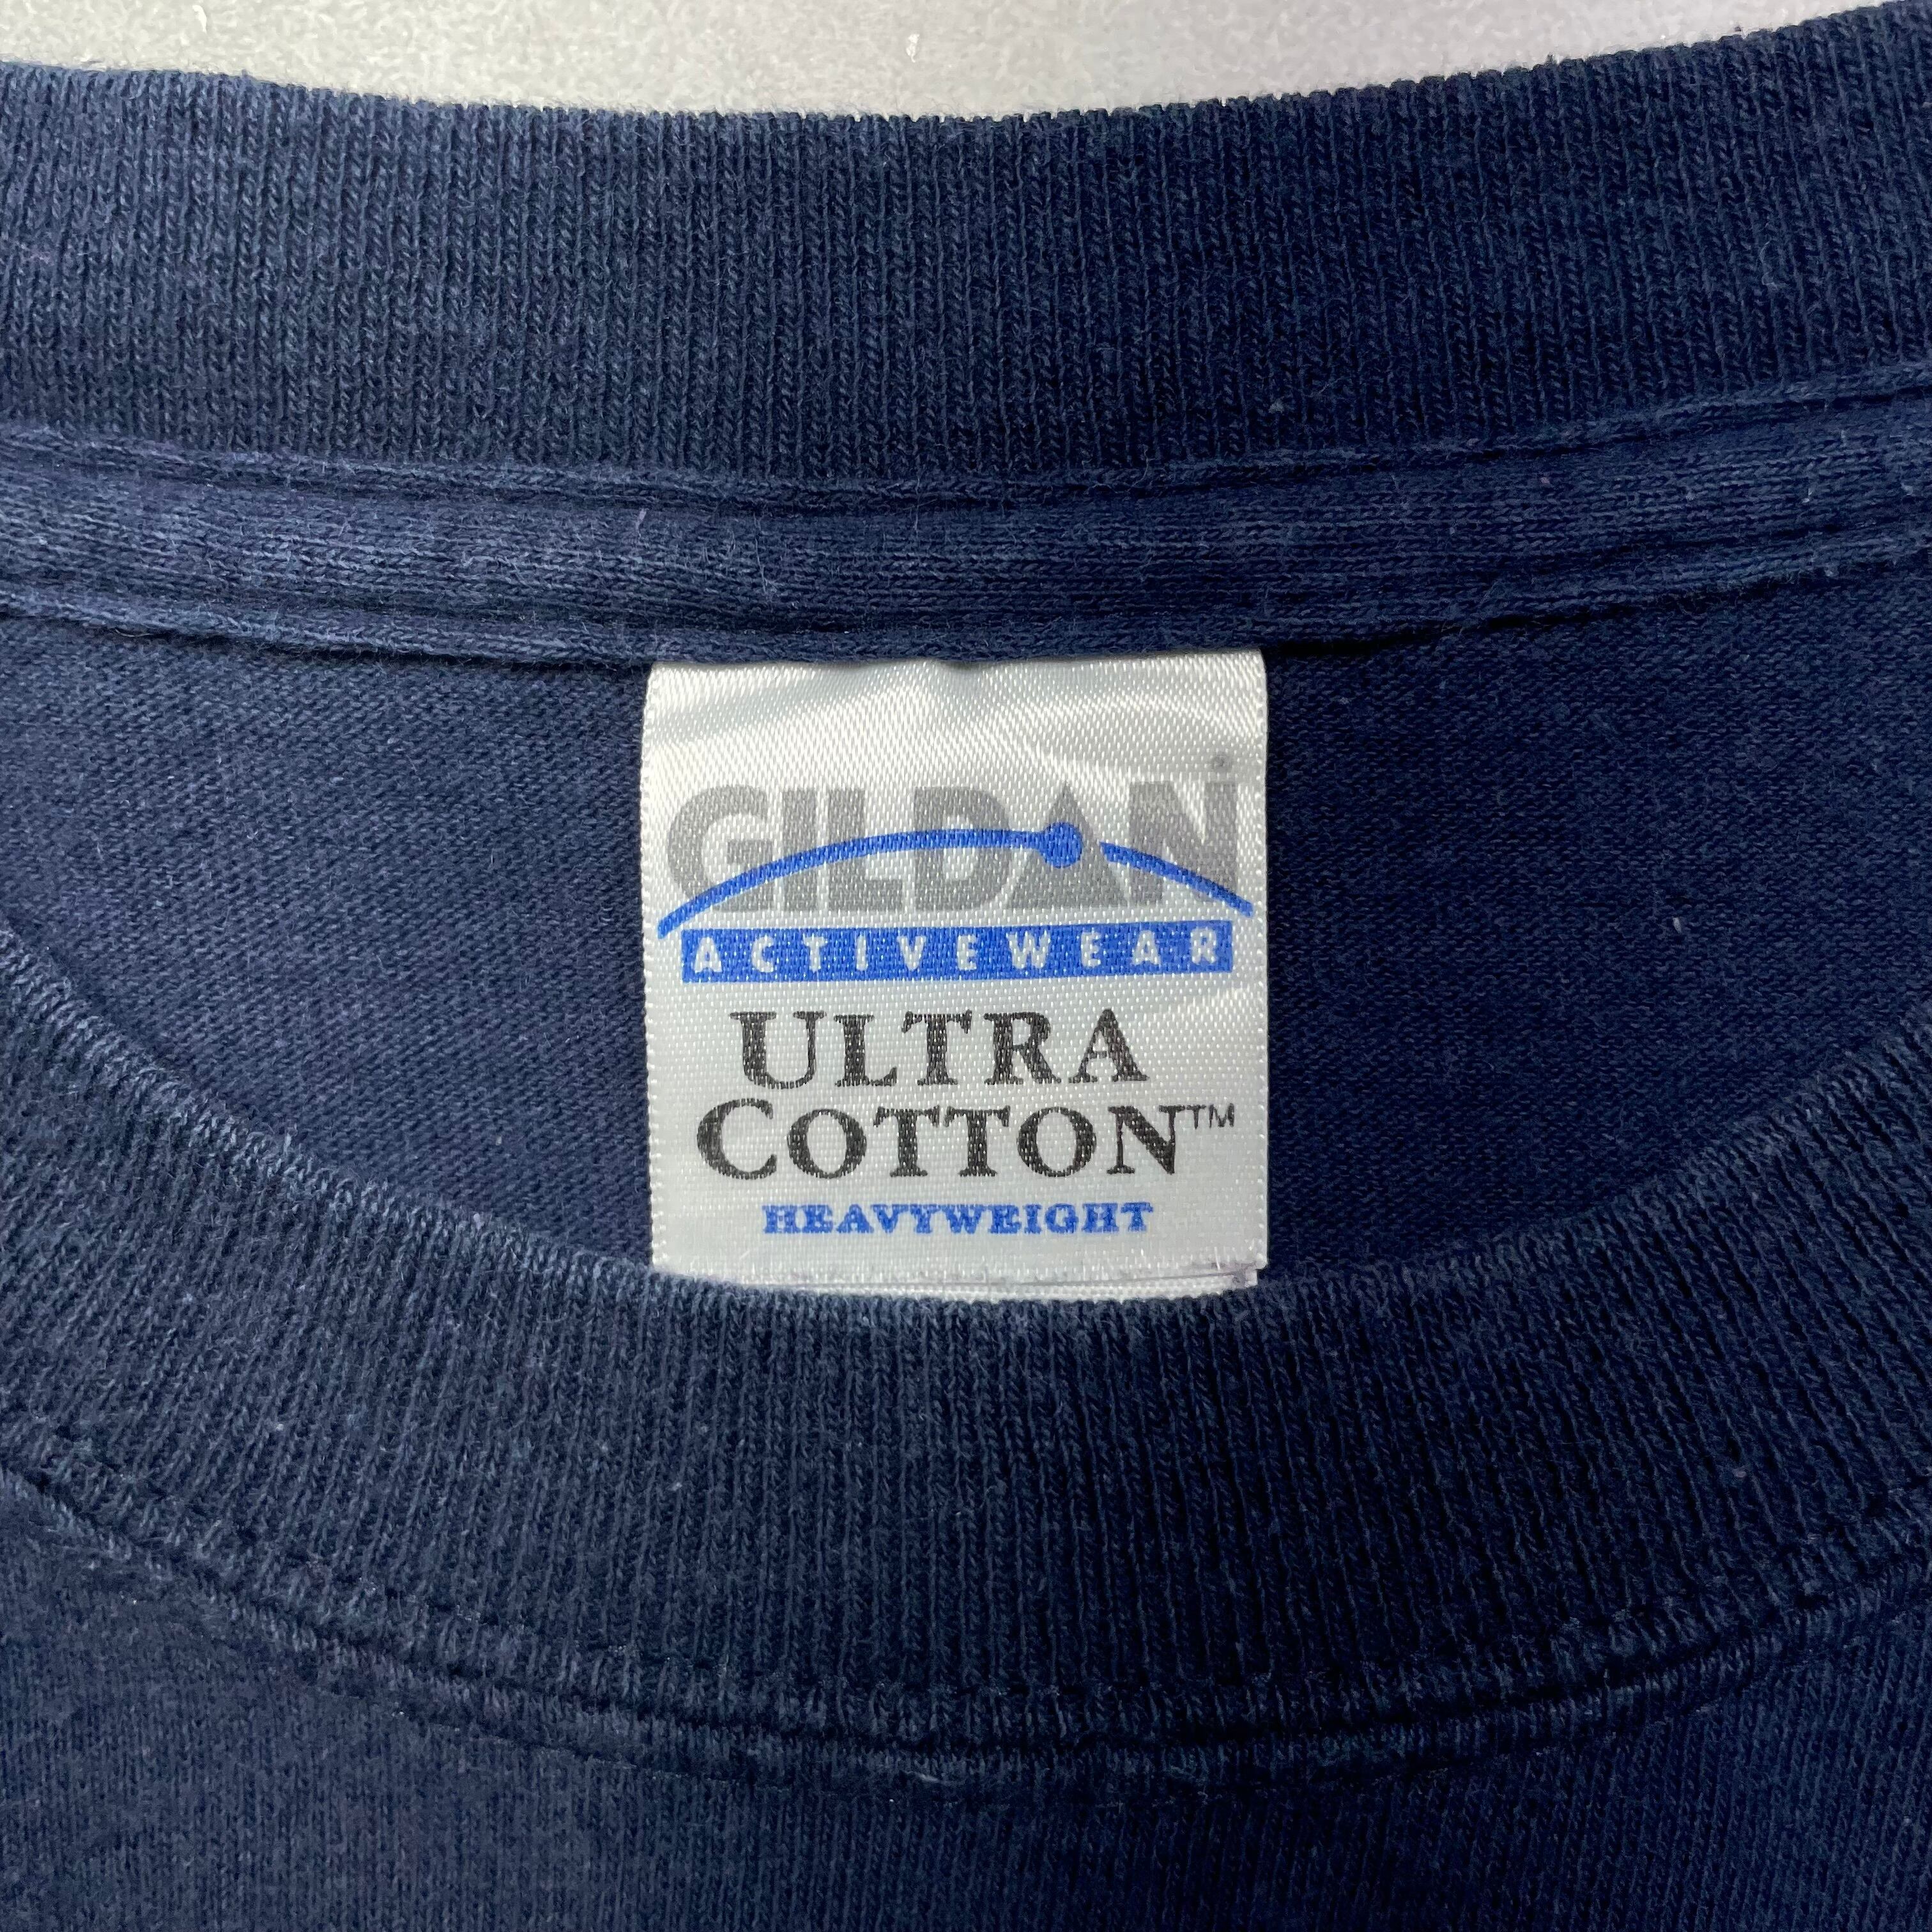 GILDAN
ACTIVEWEAR
ULTRA
COTTON™
HEAVYWEIGHT